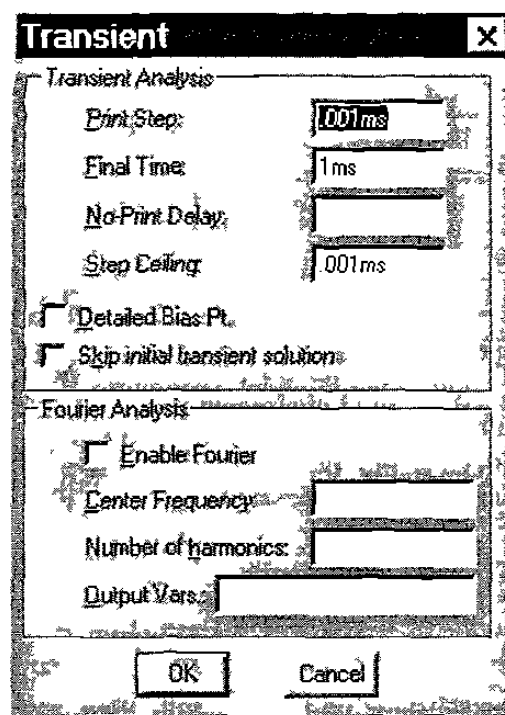 Transient
Transient Analysis
Print Step: .001ms
Final Time: 1ms
No-Print Delay:
Step Ceiling: .001ms
Detailed Bias Pt.
Skip initial transient solution
Fourier Analysis
Enable Fourier
Center Frequency:
Number of harmonics:
Output Vars.:
OK Cancel